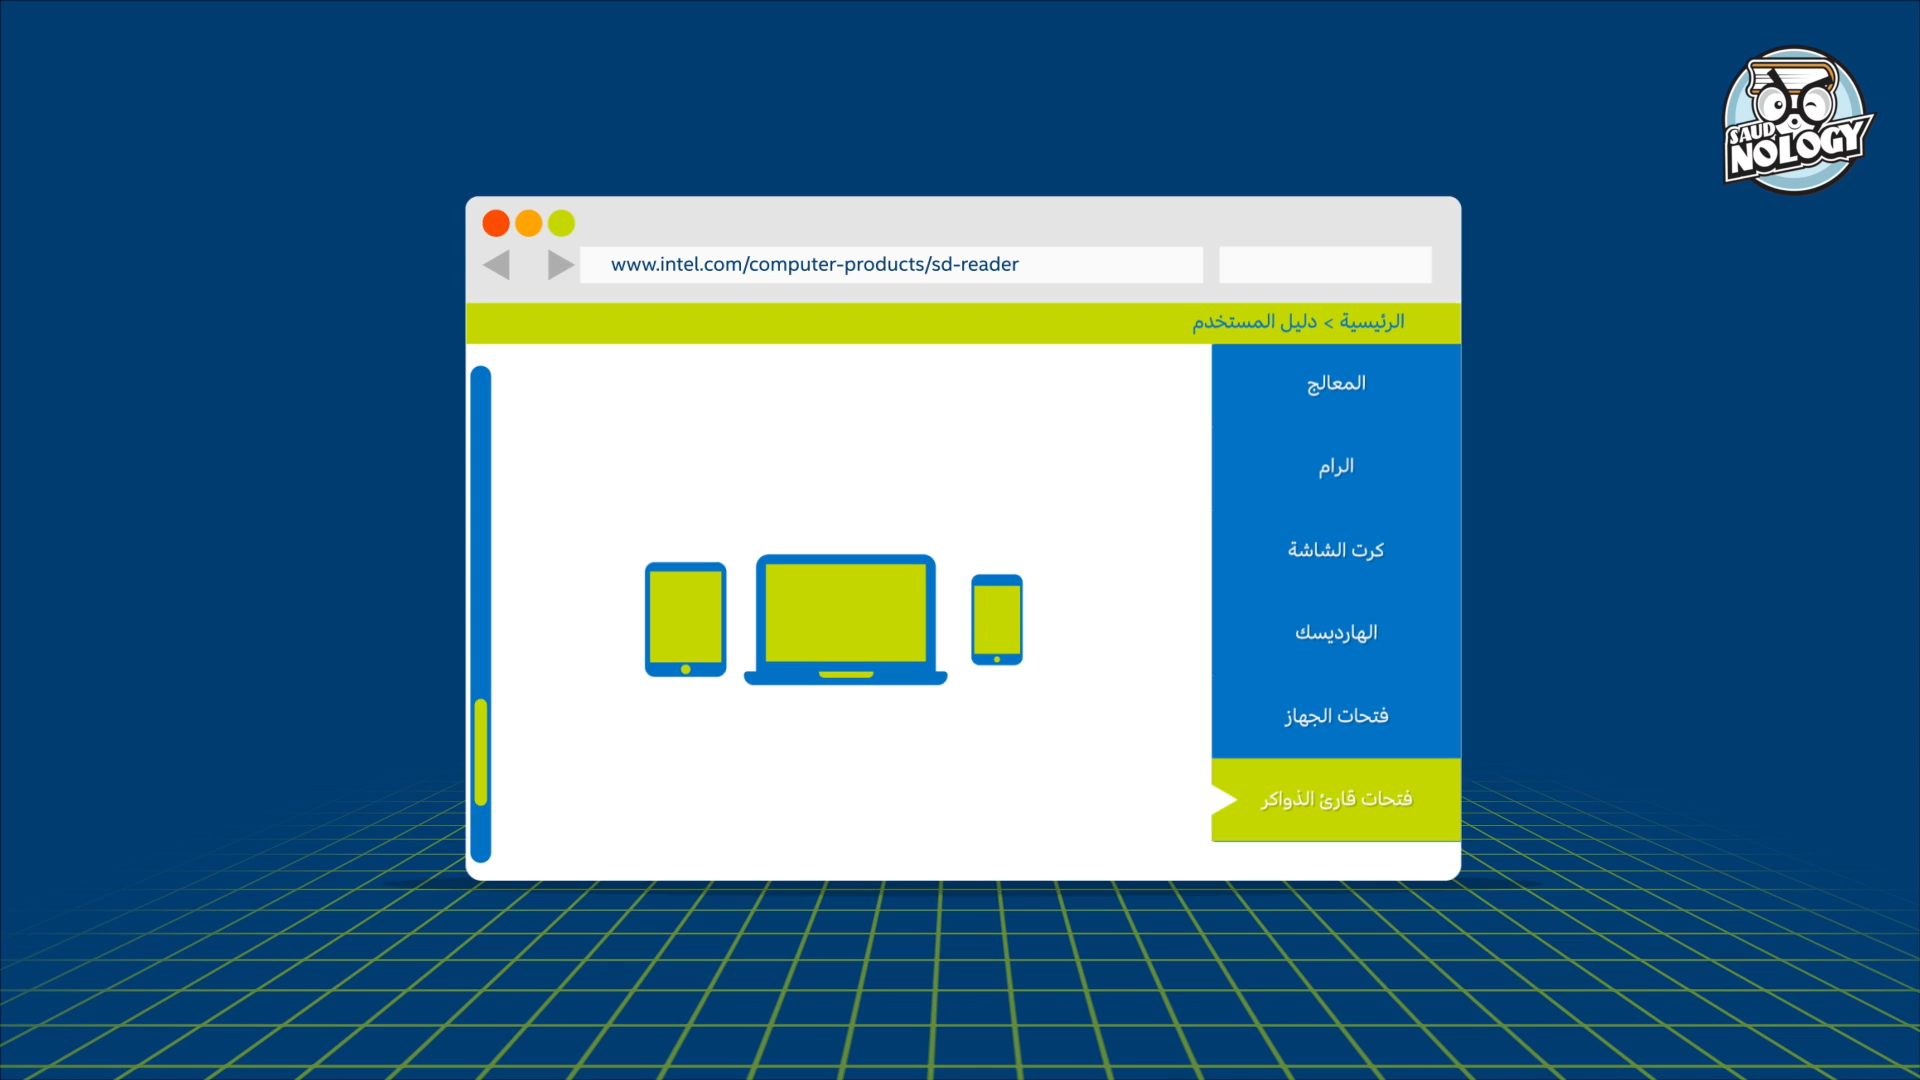 SAUD
NOLOGY
www.intel.com/computer-products/sd-reader
الرئيسية > دليل المستخدم
المعالج
الرام
كرت الشاشة
الهارديسك
فتحات الجهاز
فتحات قارئ الذواكر